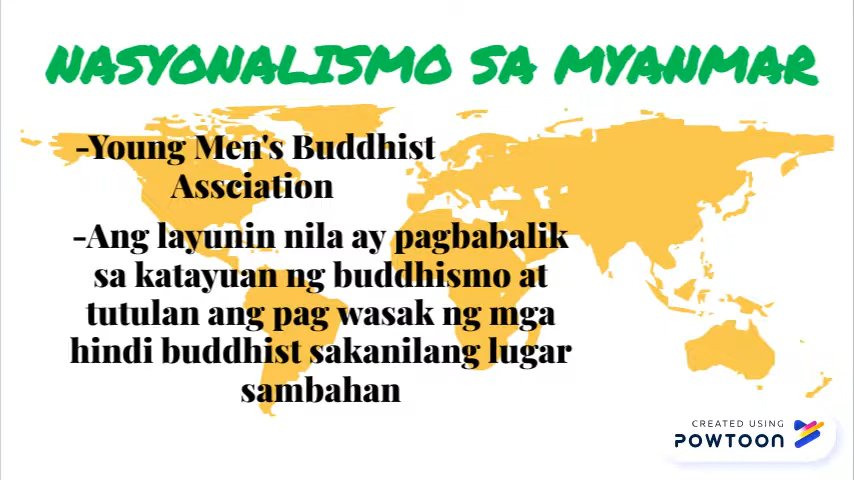 NASYONALISMO SA MYANMAR
-Young Men's Buddhist
Assciation
-Ang layunin nila ay pagbabalik
sa katayuan ng buddhismo at
tutulan ang pag wasak ng mga
hindi buddhist sakanilang lugar
sambahan
CREATED USING
POWTOON